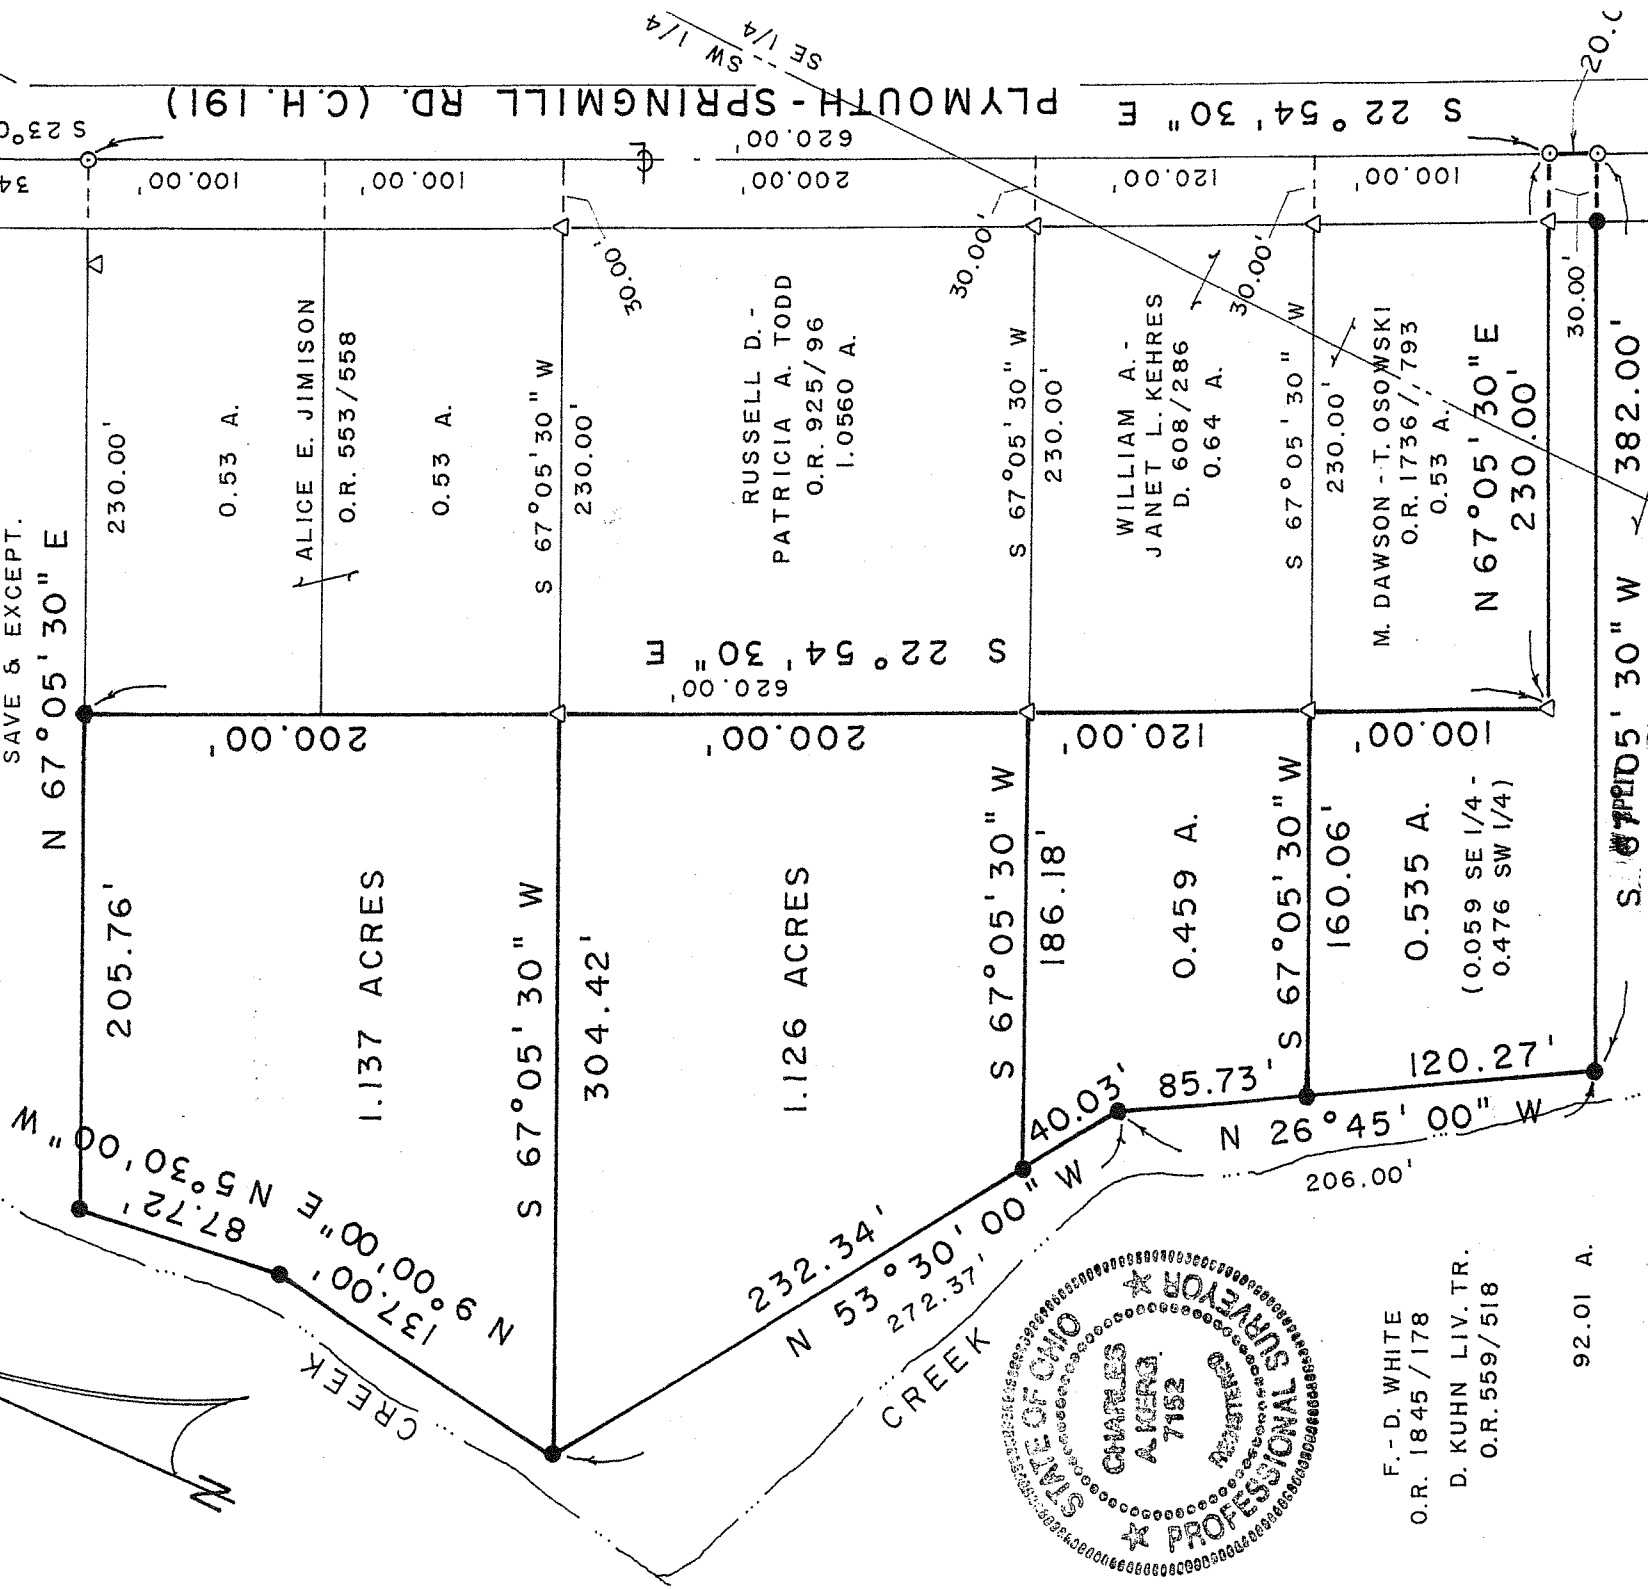 SW 1/4
SE 1/4
PLYMOUTH - SPRINGMILL RD. (C.H. 191)
S 22°54'30" E
620.00'
100.00'
100.00'
200.00'
120.00'
100.00'
30.00'
30.00'
30.00'
30.00'
SAVE & EXCEPT.
N 67°05'30" E
230.00'
0.53 A.
ALICE E. JIMISON
O.R. 553/558
0.53 A.
S 67°05'30" W
230.00'
RUSSELL D. -
PATRICIA A. TODD
O.R. 925/96
1.0560 A.
S 67°05'30" W
230.00'
WILLIAM A. -
JANET L. KEHRES
D. 608/286
0.64 A.
S 67°05'30" W
230.00'
M. DAWSON - T. OSOWSKI
O.R. 1736/793
0.53 A.
N 67°05'30" E
230.00'
S 67°05'30" W 382.00'
S 22°54'30" E
620.00'
200.00'
200.00'
120.00'
100.00'
205.76'
1.137 ACRES
S 67°05'30" W
304.42'
1.126 ACRES
S 67°05'30" W
186.18'
0.459 A.
S 67°05'30" W
160.06'
0.535 A.
(0.059 SE 1/4 -
0.476 SW 1/4)
N 5°30'00" W
87.72'
N 9°00'00" E
137.00'
CREEK
232.34'
40.03'
N 53°30'00" W
272.37'
CREEK
85.73'
120.27'
N 26°45'00" W
206.00'
STATE OF OHIO
CHARLES
A. KERS
7152
REGISTERED
PROFESSIONAL SURVEYOR
F. - D. WHITE
O.R. 1845/178
D. KUHN LIV. TR.
O.R. 559/518
92.01 A.
N